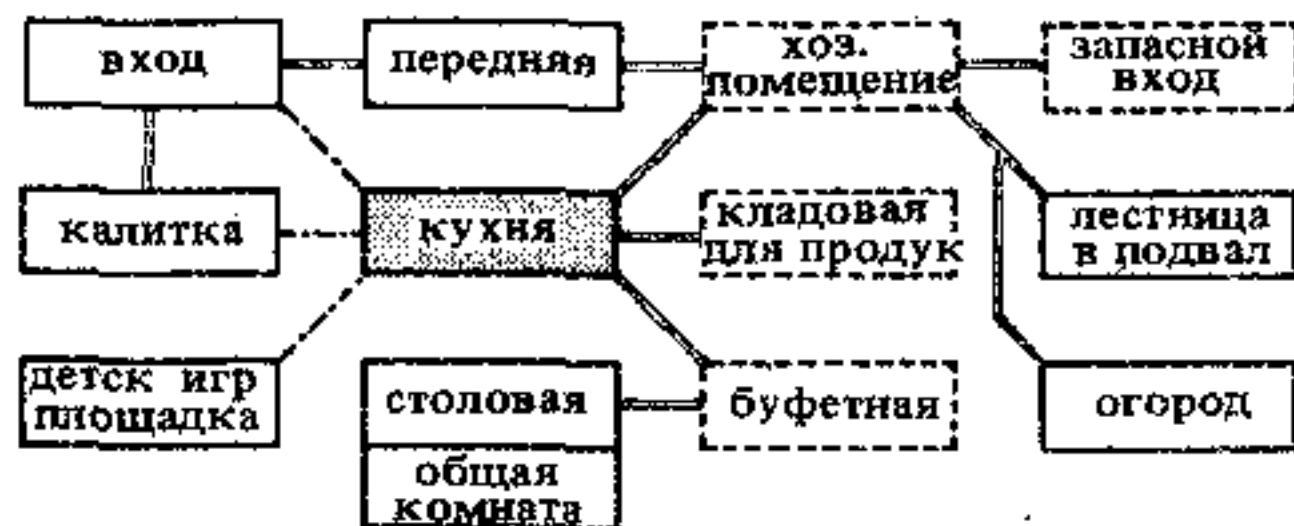 вход
передняя
хоз.
помещение
запасной
вход
калитка
кухня
кладовая
для продук
лестница
в подвал
детск игр
площадка
столовая
буфетная
огород
общая
комната